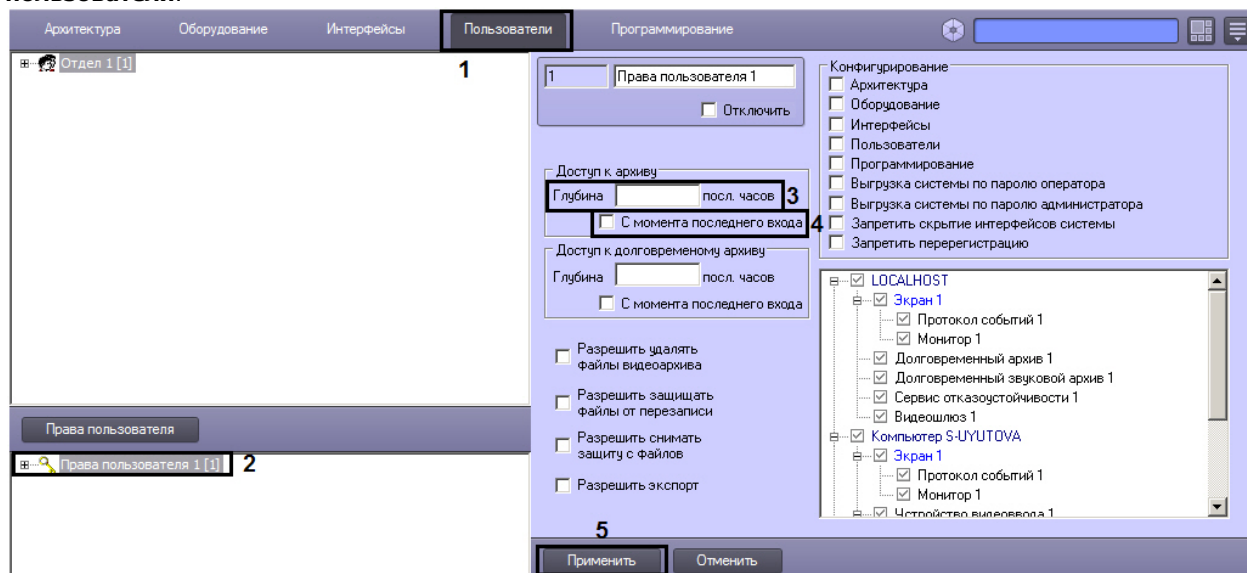 пользователи.
Архитектура Оборудование Интерфейсы Пользователи Программирование
1
Отдел 1 [1]
1 Права пользователя 1
Отключить
Доступ к архиву
Глубина посл. часов 3
С момента последнего входа 4
Доступ к долговременому архиву
Глубина посл. часов
С момента последнего входа
Разрешить удалять
файлы видеоархива
Разрешить защищать
файлы от перезаписи
Разрешить снимать
защиту с файлов
Разрешить экспорт
Конфигурирование
Архитектура
Оборудование
Интерфейсы
Пользователи
Программирование
Выгрузка системы по паролю оператора
Выгрузка системы по паролю администратора
Запретить скрытие интерфейсов системы
Запретить перерегистрацию
LOCALHOST
Экран 1
Протокол событий 1
Монитор 1
Долговременный архив 1
Долговременный звуковой архив 1
Сервис отказоустойчивости 1
Видеошлюз 1
Компьютер S-UYUTOVA
Экран 1
Протокол событий 1
Монитор 1
Устройство видеоввода 1
Права пользователя
Права пользователя 1 [1] 2
5
Применить Отменить